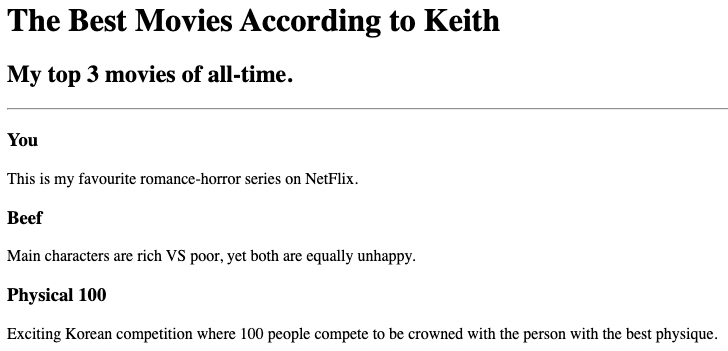 The Best Movies According to Keith
My top 3 movies of all-time.
You
This is my favourite romance-horror series on NetFlix.
Beef
Main characters are rich VS poor, yet both are equally unhappy.
Physical 100
Exciting Korean competition where 100 people compete to be crowned with the person with the best physique.